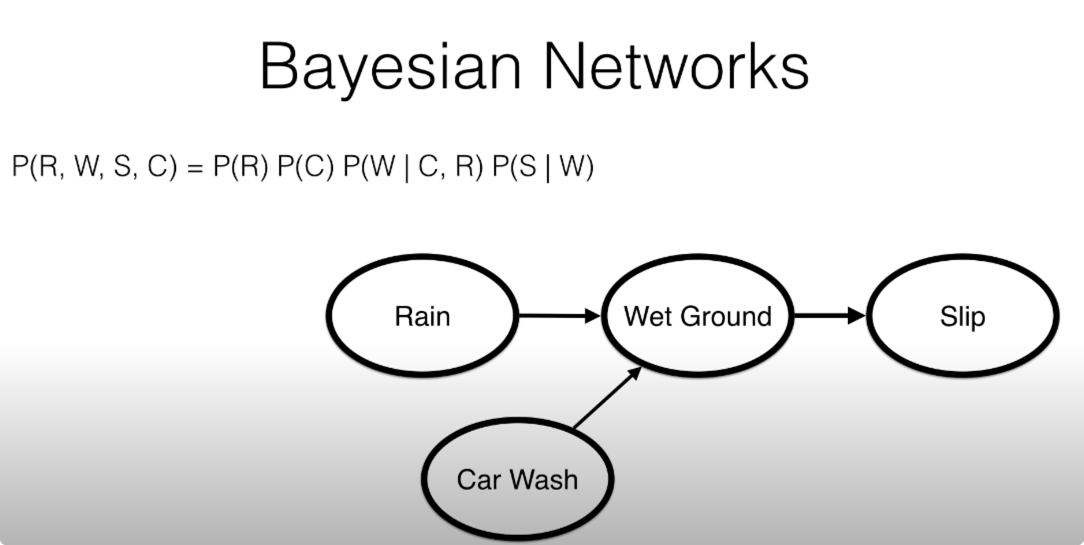 Bayesian Networks
P(R, W, S, C) = P(R) P(C) P(W | C, R) P(S | W)
Rain
Wet Ground
Slip
Car Wash